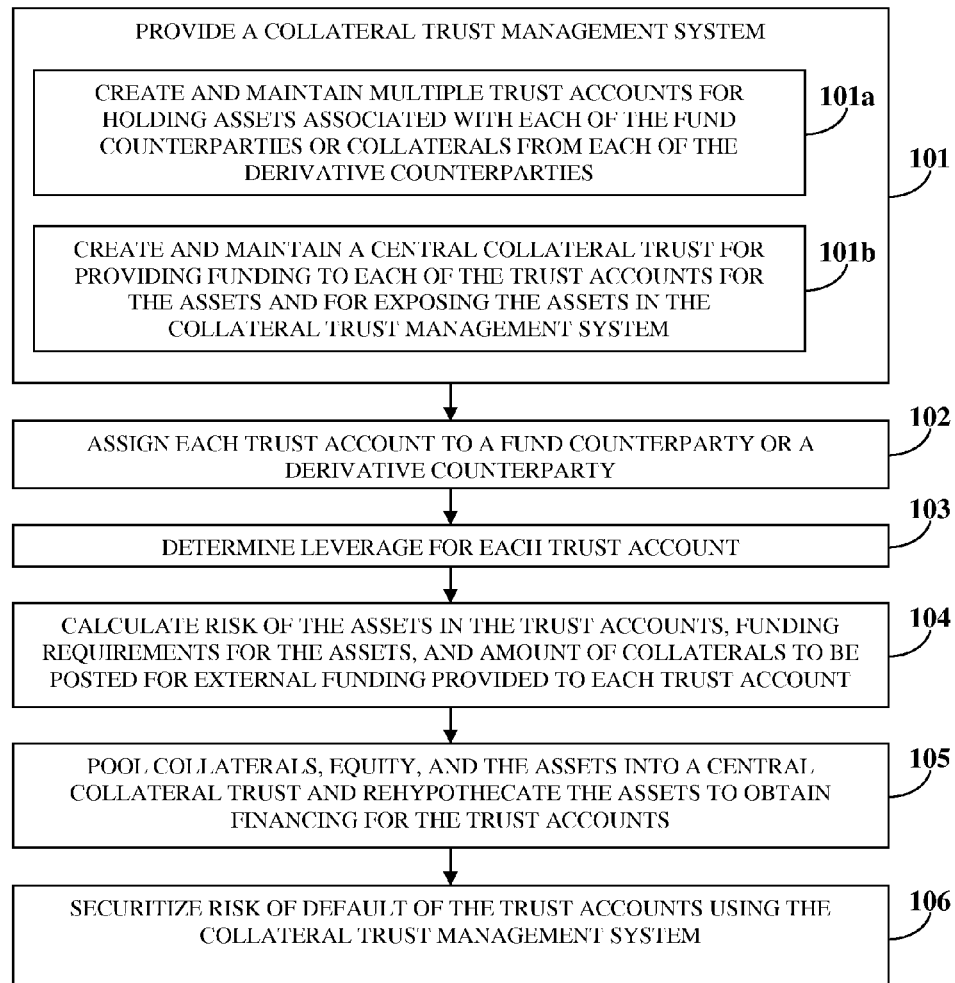 PROVIDE A COLLATERAL TRUST MANAGEMENT SYSTEM
CREATE AND MAINTAIN MULTIPLE TRUST ACCOUNTS FOR
HOLDING ASSETS ASSOCIATED WITH EACH OF THE FUND
COUNTERPARTIES OR COLLATERALS FROM EACH OF THE
DERIVATIVE COUNTERPARTIES
101a
101
CREATE AND MAINTAIN A CENTRAL COLLATERAL TRUST FOR
PROVIDING FUNDING TO EACH OF THE TRUST ACCOUNTS FOR
THE ASSETS AND FOR EXPOSING THE ASSETS IN THE
COLLATERAL TRUST MANAGEMENT SYSTEM
101b
ASSIGN EACH TRUST ACCOUNT TO A FUND COUNTERPARTY OR A
DERIVATIVE COUNTERPARTY
102
DETERMINE LEVERAGE FOR EACH TRUST ACCOUNT
103
CALCULATE RISK OF THE ASSETS IN THE TRUST ACCOUNTS, FUNDING
REQUIREMENTS FOR THE ASSETS, AND AMOUNT OF COLLATERALS TO BE
POSTED FOR EXTERNAL FUNDING PROVIDED TO EACH TRUST ACCOUNT
104
POOL COLLATERALS, EQUITY, AND THE ASSETS INTO A CENTRAL
COLLATERAL TRUST AND REHYPOTHECATE THE ASSETS TO OBTAIN
FINANCING FOR THE TRUST ACCOUNTS
105
SECURITIZE RISK OF DEFAULT OF THE TRUST ACCOUNTS USING THE
COLLATERAL TRUST MANAGEMENT SYSTEM
106